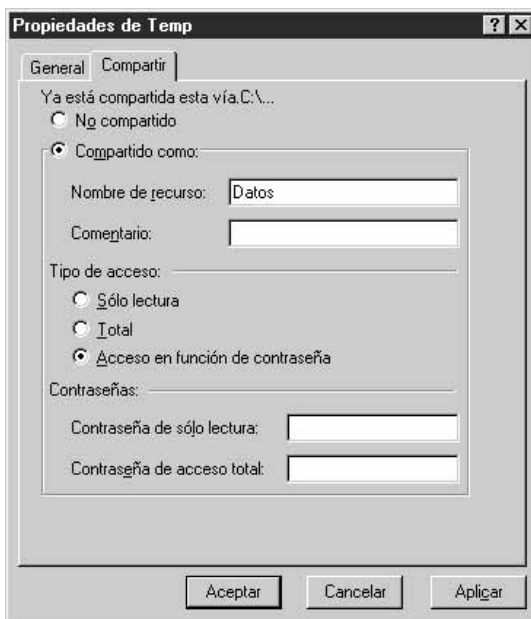 Propiedades de Temp
General Compartir
Ya está compartida esta vía.C:\...
No compartido
Compartido como:
Nombre de recurso: Datos
Comentario:
Tipo de acceso:
Sólo lectura
Total
Acceso en función de contraseña
Contraseñas:
Contraseña de sólo lectura:
Contraseña de acceso total:
Aceptar Cancelar Aplicar